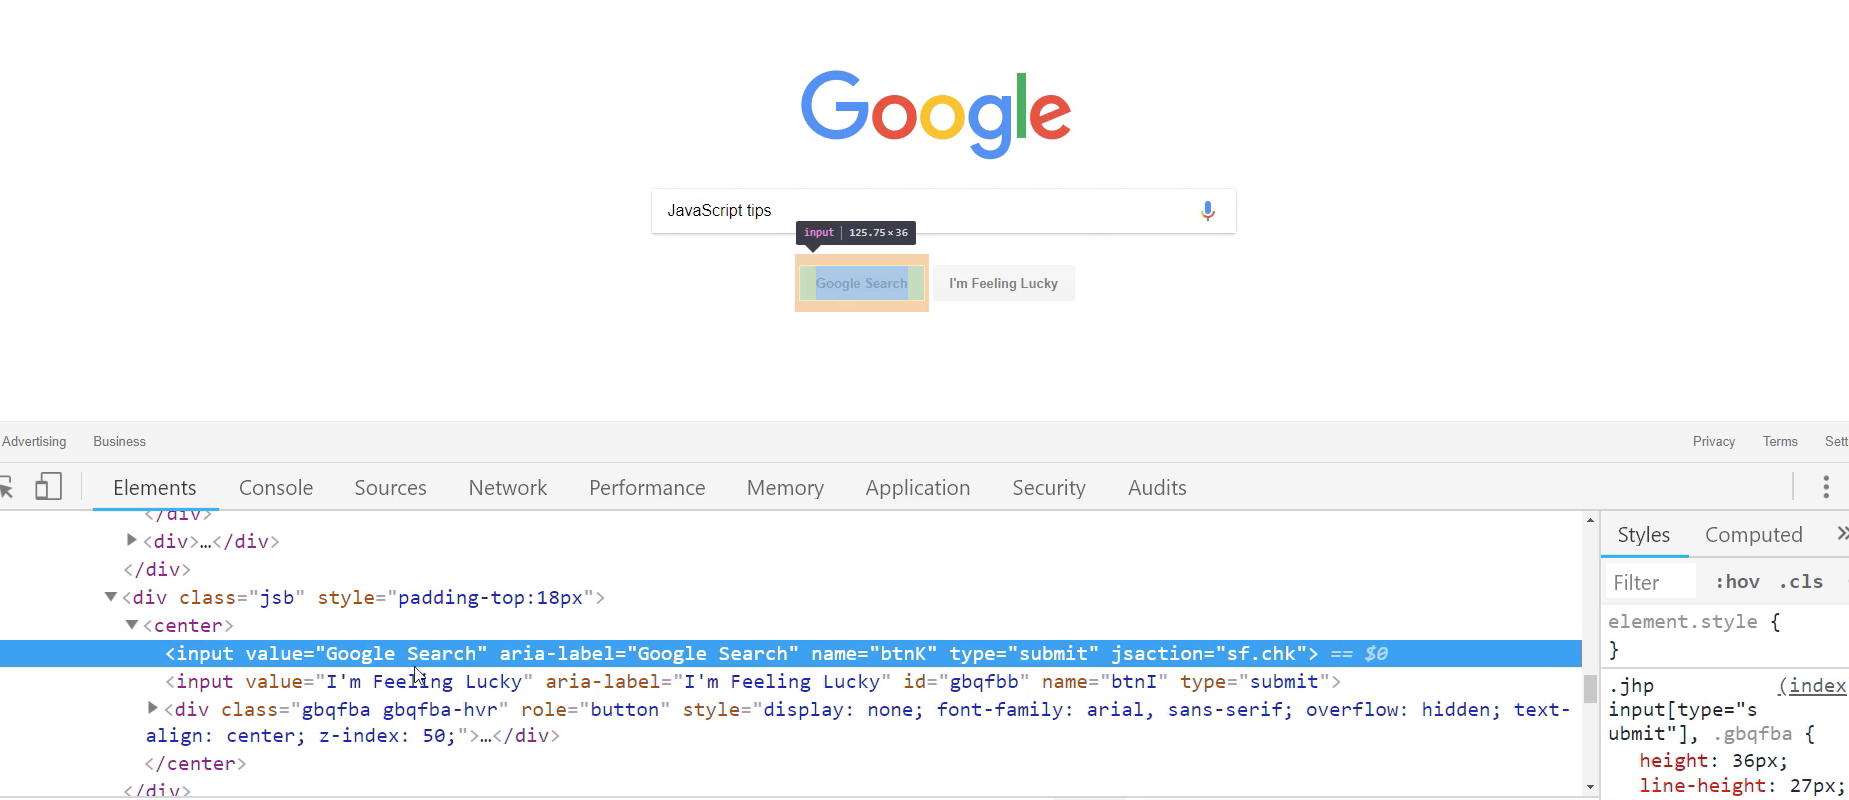 Google
JavaScript tips
input 125.75×36
Google Search I'm Feeling Lucky
Advertising Business Privacy Terms Sett
Elements Console Sources Network Performance Memory Application Security Audits
</div>
<div>…</div>
</div>
<div class="jsb" style="padding-top:18px">
<center>
<input value="Google Search" aria-label="Google Search" name="btnK" type="submit" jsaction="sf.chk"> == $0
<input value="I'm Feeling Lucky" aria-label="I'm Feeling Lucky" id="gbqfbb" name="btnI" type="submit">
<div class="gbqfba gbqfba-hvr" role="button" style="display: none; font-family: arial, sans-serif; overflow: hidden; text-
align: center; z-index: 50;">…</div>
</center>
</div>
Styles Computed »
Filter :hov .cls
element.style {
}
.jhp (index
input[type="s
ubmit"], .gbqfba {
height: 36px;
line-height: 27px;